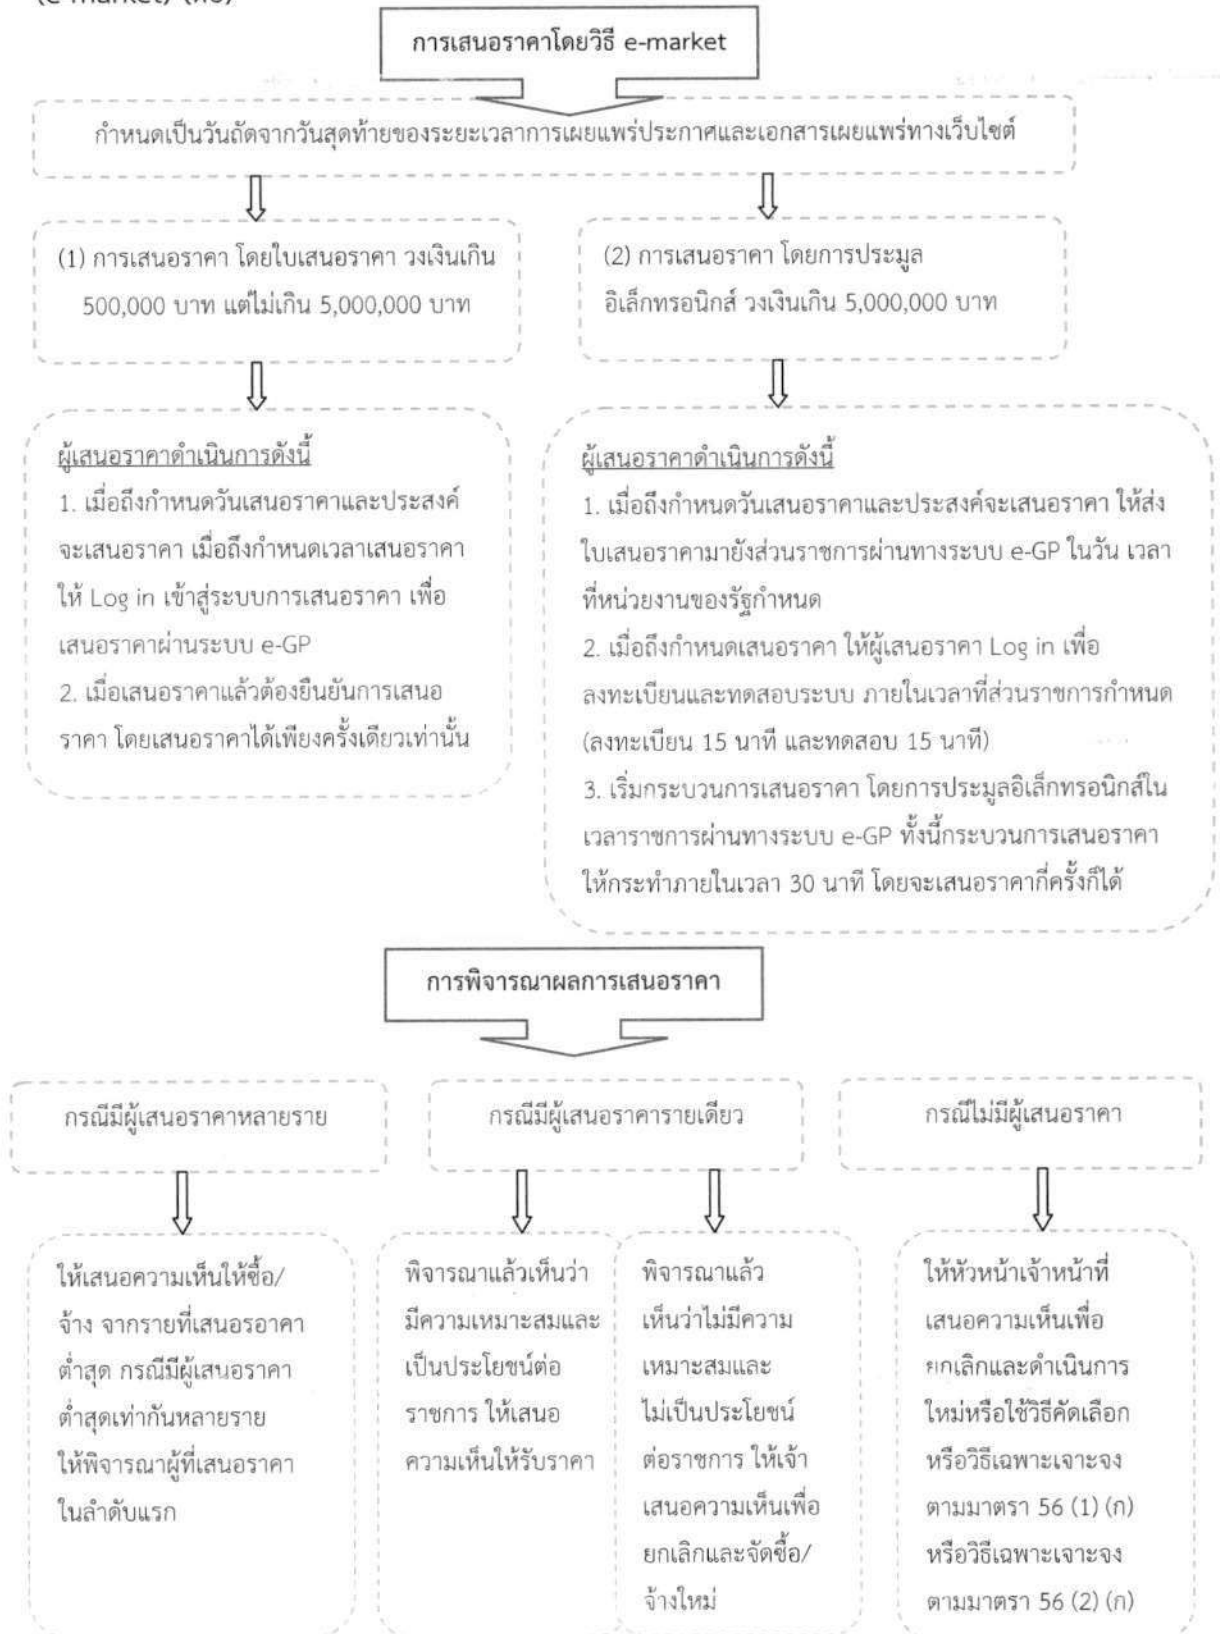 (e-market) (ต่อ)
การเสนอราคาโดยวิธี e-market
กำหนดเป็นวันถัดจากวันสุดท้ายของระยะเวลาการเผยแพร่ประกาศและเอกสารเผยแพร่ทางเว็บไซต์
(1) การเสนอราคา โดยใบเสนอราคา วงเงินเกิน
500,000 บาท แต่ไม่เกิน 5,000,000 บาท
(2) การเสนอราคา โดยการประมูล
อิเล็กทรอนิกส์ วงเงินเกิน 5,000,000 บาท
ผู้เสนอราคาดำเนินการดังนี้
1. เมื่อถึงกำหนดวันเสนอราคาและประสงค์
จะเสนอราคา เมื่อถึงกำหนดเวลาเสนอราคา
ให้ Log in เข้าสู่ระบบการเสนอราคา เพื่อ
เสนอราคาผ่านระบบ e-GP
2. เมื่อเสนอราคาแล้วต้องยืนยันการเสนอ
ราคา โดยเสนอราคาได้เพียงครั้งเดียวเท่านั้น
ผู้เสนอราคาดำเนินการดังนี้
1. เมื่อถึงกำหนดวันเสนอราคาและประสงค์จะเสนอราคา ให้ส่ง
ใบเสนอราคามายังส่วนราชการผ่านทางระบบ e-GP ในวัน เวลา
ที่หน่วยงานของรัฐกำหนด
2. เมื่อถึงกำหนดเสนอราคา ให้ผู้เสนอราคา Log in เพื่อ
ลงทะเบียนและทดสอบระบบ ภายในเวลาที่ส่วนราชการกำหนด
(ลงทะเบียน 15 นาที และทดสอบ 15 นาที)
3. เริ่มกระบวนการเสนอราคา โดยการประมูลอิเล็กทรอนิกส์ใน
เวลาราชการผ่านทางระบบ e-GP ทั้งนี้กระบวนการเสนอราคา
ให้กระทำภายในเวลา 30 นาที โดยจะเสนอราคากี่ครั้งก็ได้
การพิจารณาผลการเสนอราคา
กรณีมีผู้เสนอราคาหลายราย
กรณีมีผู้เสนอราคารายเดียว
กรณีไม่มีผู้เสนอราคา
ให้เสนอความเห็นให้ซื้อ/
จ้าง จากรายที่เสนอรอาคา
ต่ำสุด กรณีมีผู้เสนอราคา
ต่ำสุดเท่ากันหลายราย
ให้พิจารณาผู้ที่เสนอราคา
ในลำดับแรก
พิจารณาแล้วเห็นว่า
มีความเหมาะสมและ
เป็นประโยชน์ต่อ
ราชการ ให้เสนอ
ความเห็นให้รับราคา
พิจารณาแล้ว
เห็นว่าไม่มีความ
เหมาะสมและ
ไม่เป็นประโยชน์
ต่อราชการ ให้เจ้า
เสนอความเห็นเพื่อ
ยกเลิกและจัดซื้อ/
จ้างใหม่
ให้หัวหน้าเจ้าหน้าที่
เสนอความเห็นเพื่อ
ยกเลิกและดำเนินการ
ใหม่หรือใช้วิธีคัดเลือก
หรือวิธีเฉพาะเจาะจง
ตามมาตรา 56 (1) (ก)
หรือวิธีเฉพาะเจาะจง
ตามมาตรา 56 (2) (ก)